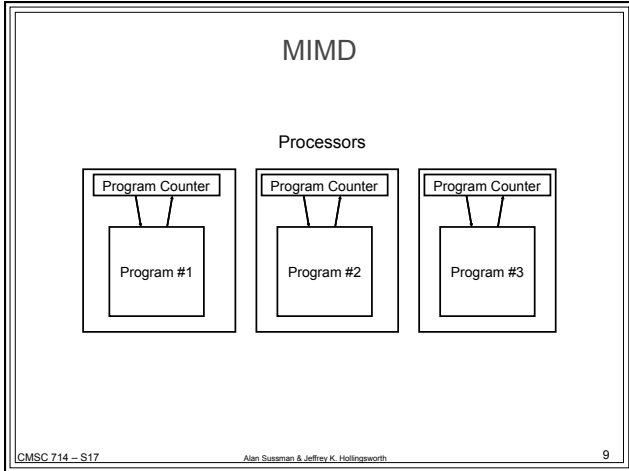 MIMD
Processors
Program Counter
Program Counter
Program Counter
Program #1
Program #2
Program #3
CMSC 714 – S17
Alan Sussman & Jeffrey K. Hollingsworth
9